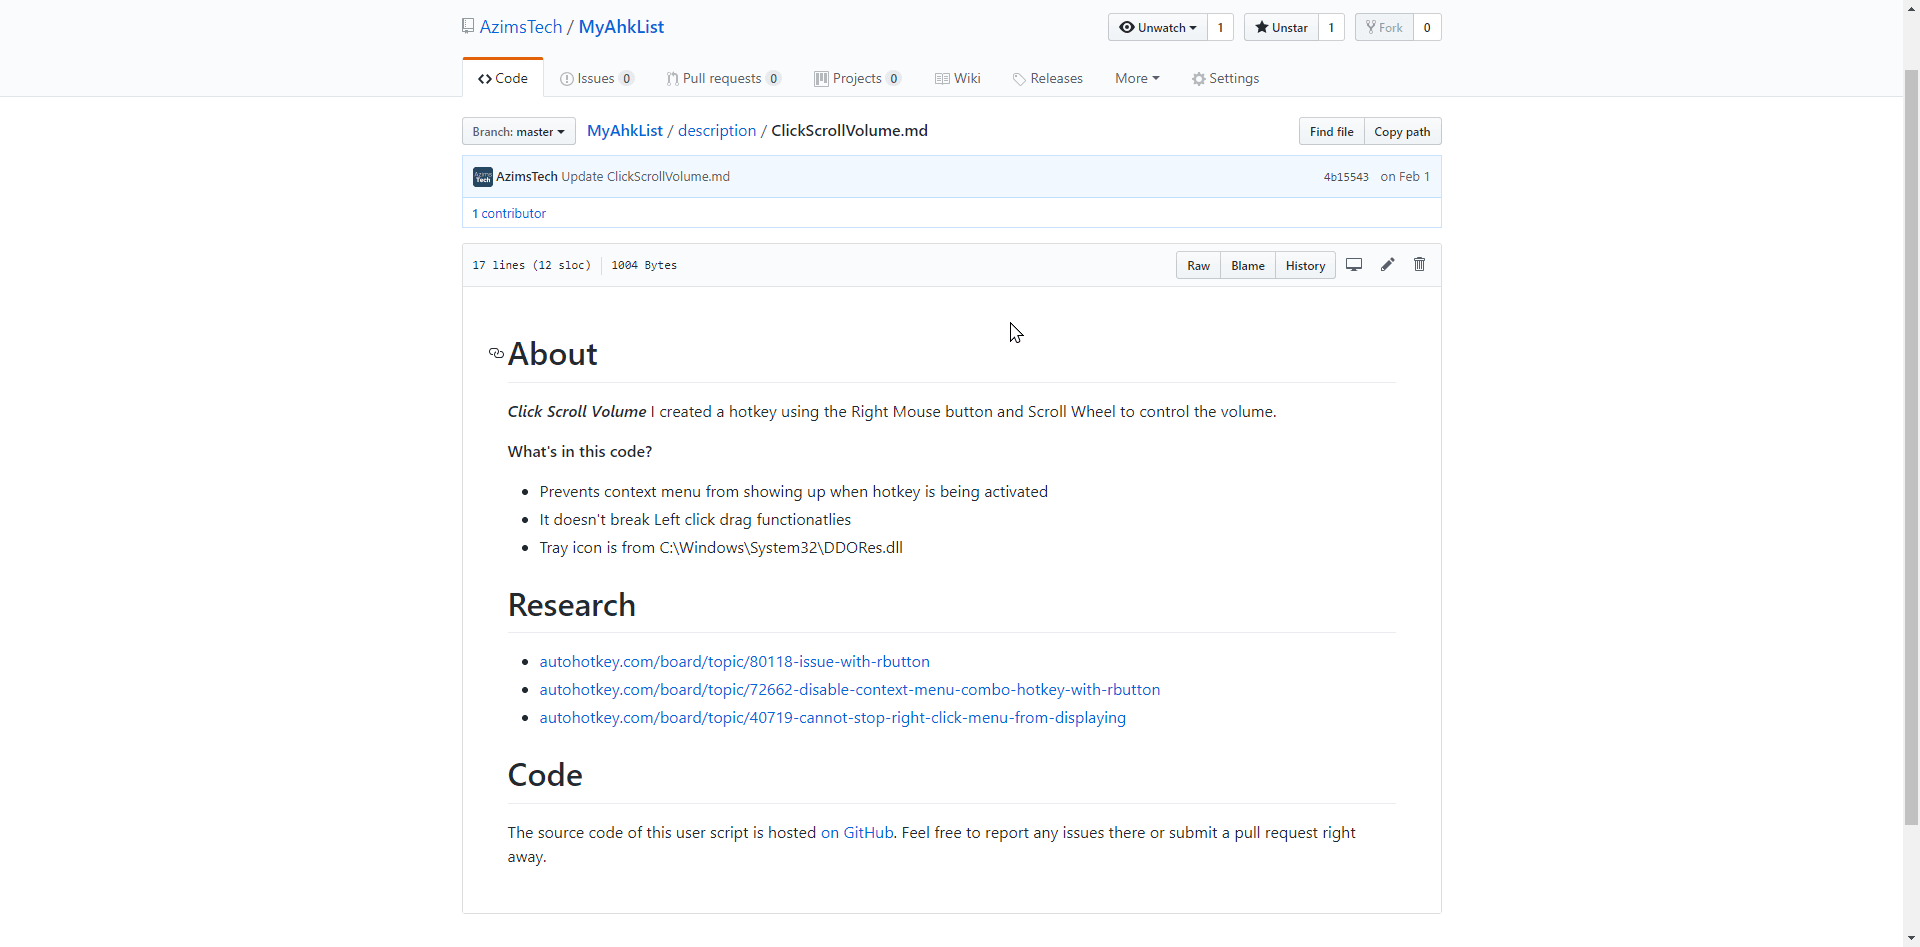 AzimsTech / MyAhkList
Unwatch 1 Unstar 1 Fork 0
Code Issues 0 Pull requests 0 Projects 0 Wiki Releases More Settings
Branch: master MyAhkList / description / ClickScrollVolume.md Find file Copy path
AzimsTech Update ClickScrollVolume.md 4b15543 on Feb 1
1 contributor
17 lines (12 sloc) 1004 Bytes Raw Blame History
About
Click Scroll Volume I created a hotkey using the Right Mouse button and Scroll Wheel to control the volume.
What's in this code?
Prevents context menu from showing up when hotkey is being activated
It doesn't break Left click drag functionatlies
Tray icon is from C:\Windows\System32\DDORes.dll
Research
autohotkey.com/board/topic/80118-issue-with-rbutton
autohotkey.com/board/topic/72662-disable-context-menu-combo-hotkey-with-rbutton
autohotkey.com/board/topic/40719-cannot-stop-right-click-menu-from-displaying
Code
The source code of this user script is hosted on GitHub. Feel free to report any issues there or submit a pull request right
away.